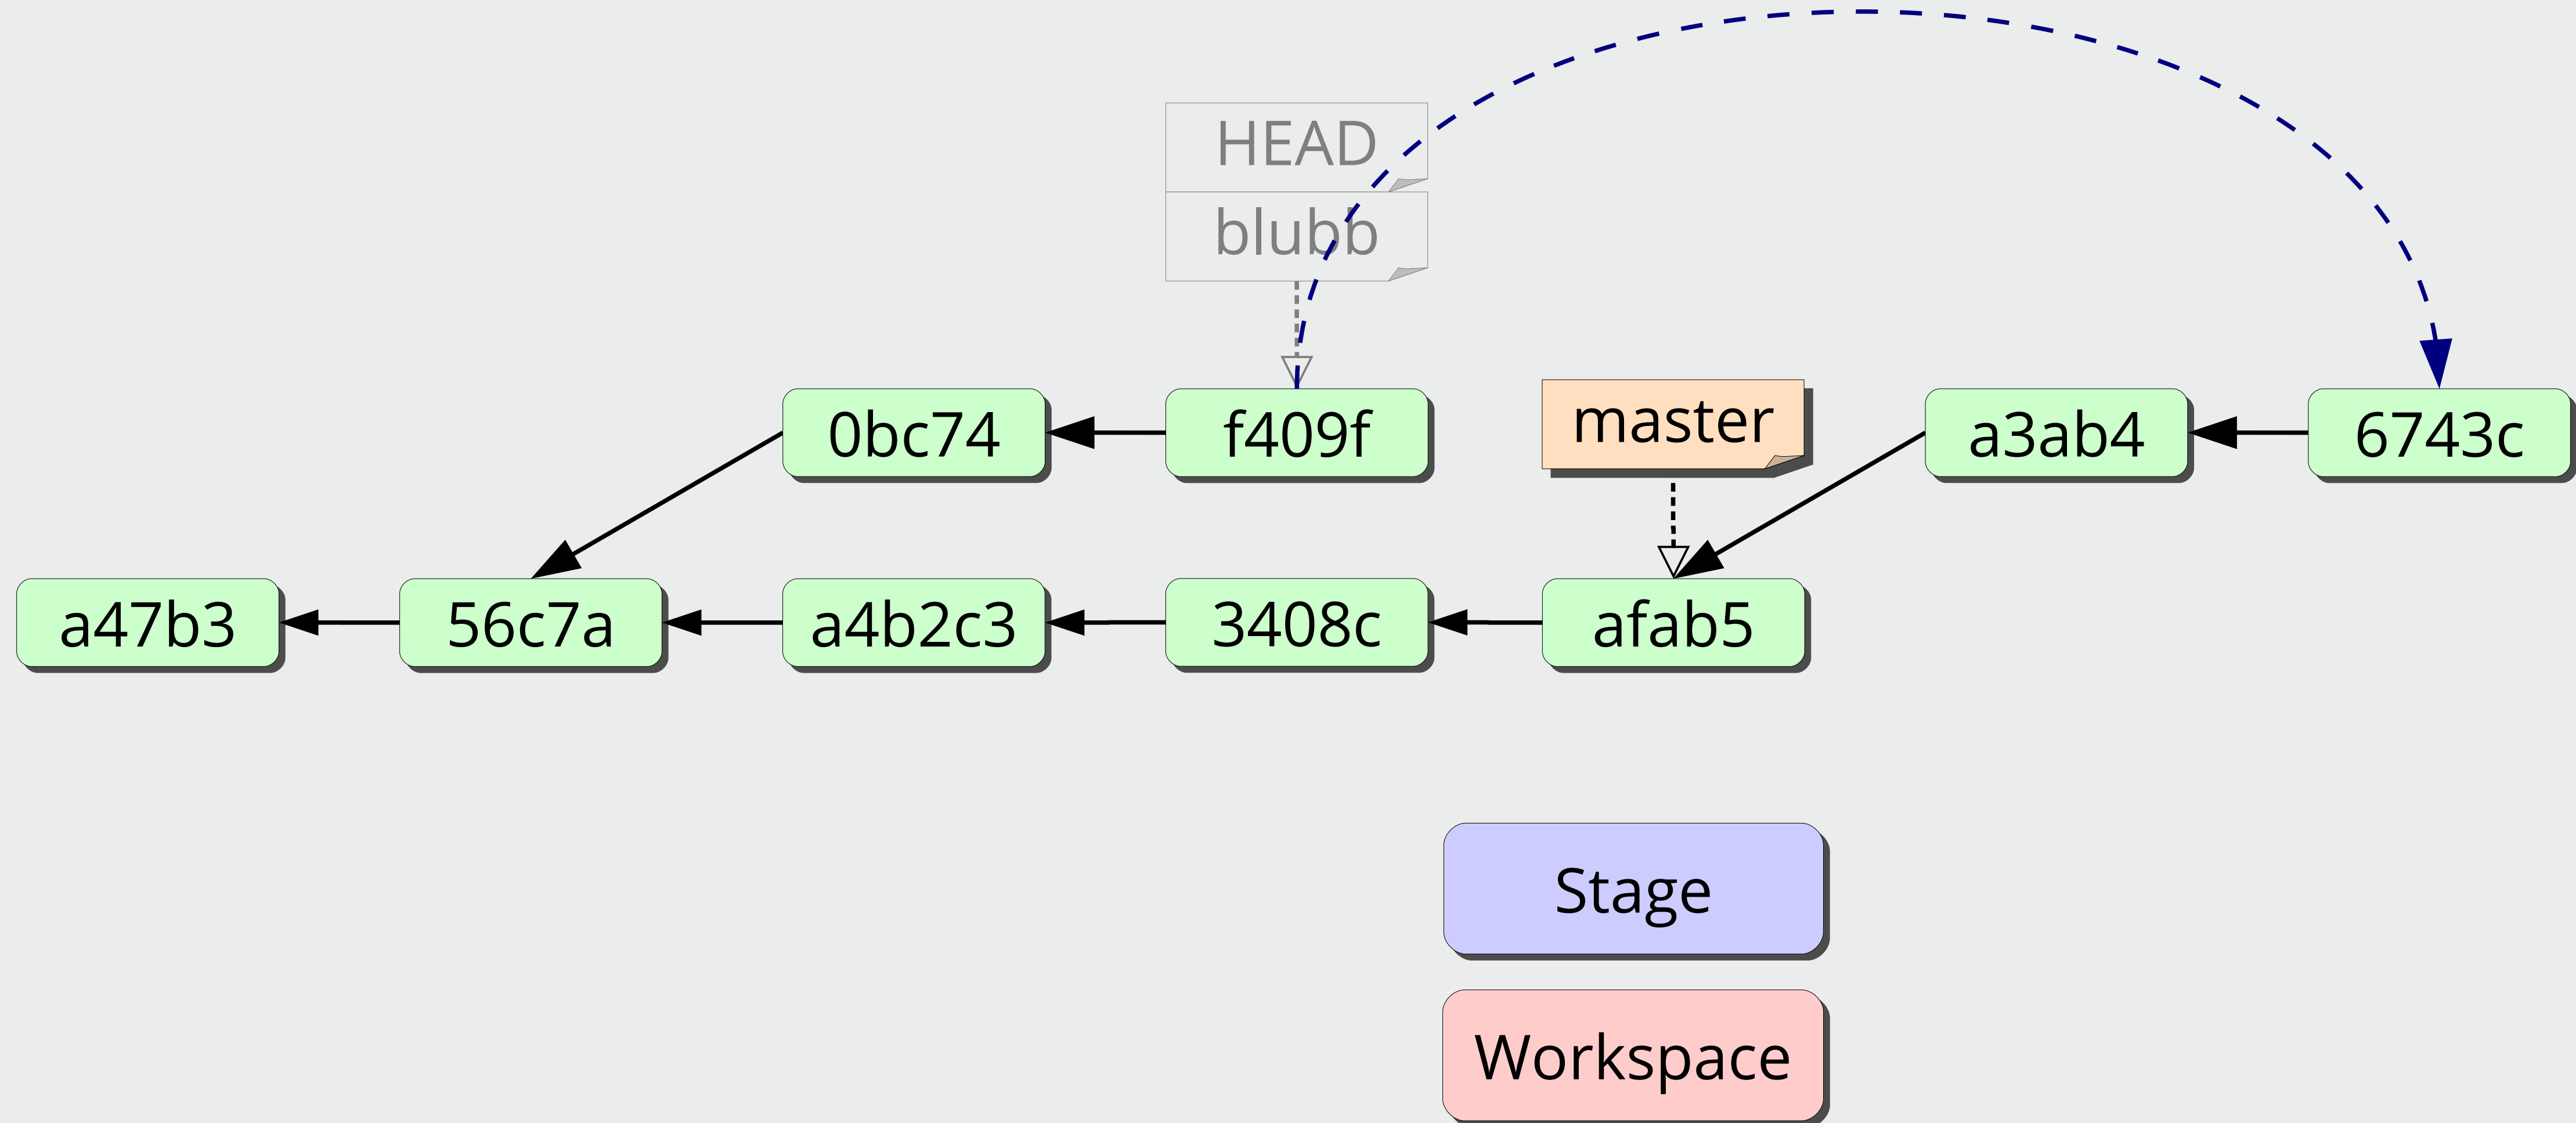 HEAD
blubb
0bc74
f409f
master
a3ab4
6743c
a47b3
56c7a
a4b2c3
3408c
afab5
Stage
Workspace